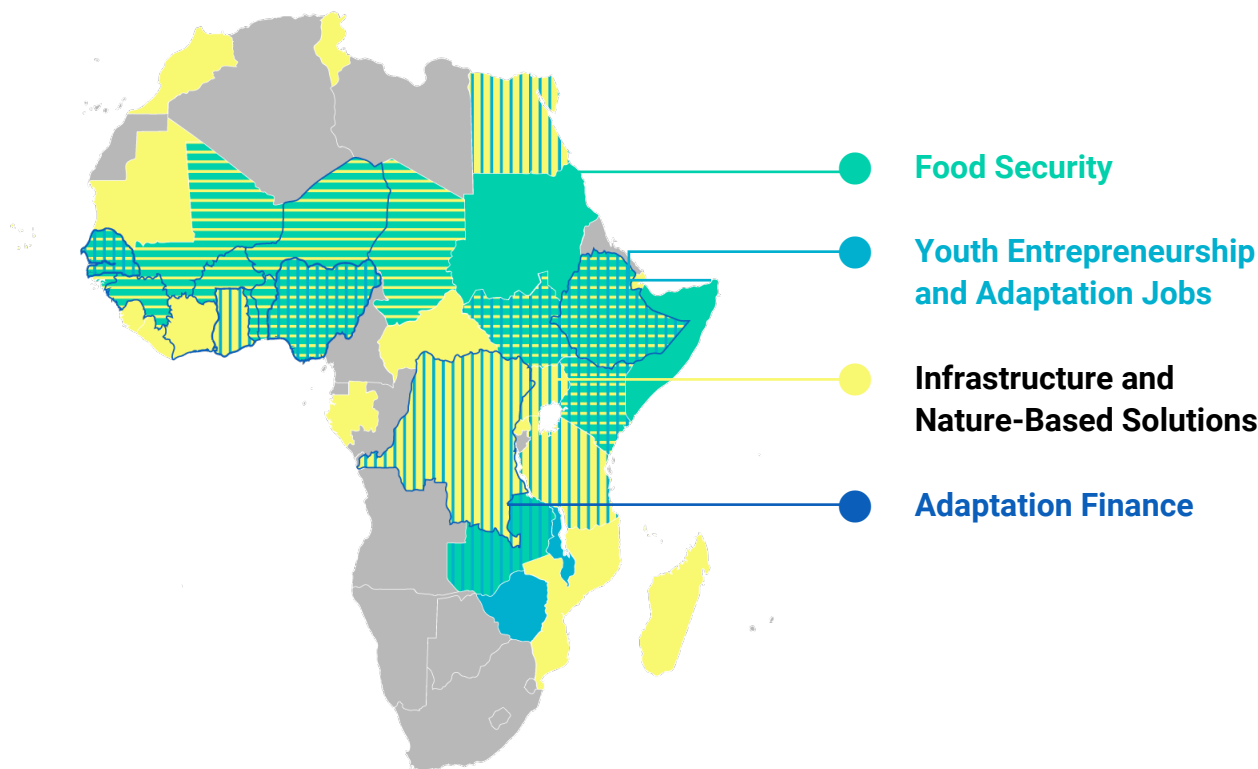 Food Security
Youth Entrepreneurship
and Adaptation Jobs
Infrastructure and
Nature-Based Solutions
Adaptation Finance